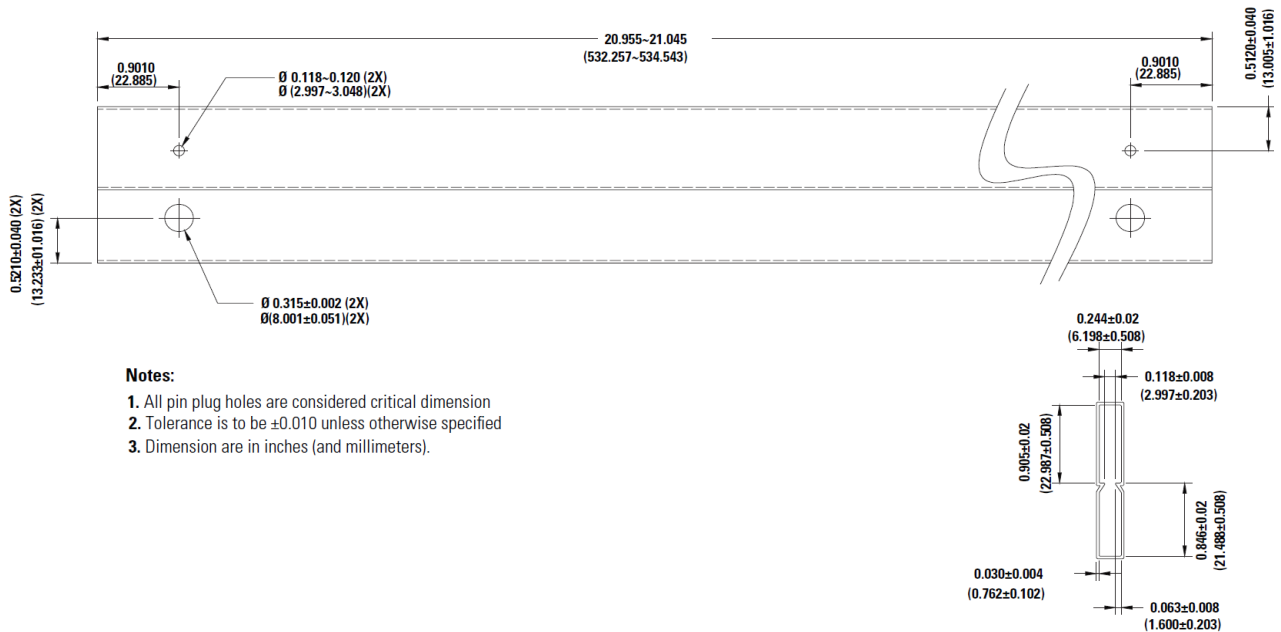 20.955~21.045
(532.257~534.543)
0.9010
(22.885)
Ø 0.118~0.120 (2X)
Ø (2.997~3.048)(2X)
0.9010
(22.885)
0.5120±0.040
(13.005±1.016)
0.5210±0.040 (2X)
(13.233±01.016) (2X)
Ø 0.315±0.002 (2X)
Ø(8.001±0.051)(2X)
Notes:
1. All pin plug holes are considered critical dimension
2. Tolerance is to be ±0.010 unless otherwise specified
3. Dimension are in inches (and millimeters).
0.244±0.02
(6.198±0.508)
0.118±0.008
(2.997±0.203)
0.905±0.02
(22.987±0.508)
0.846±0.02
(21.488±0.508)
0.030±0.004
(0.762±0.102)
0.063±0.008
(1.600±0.203)